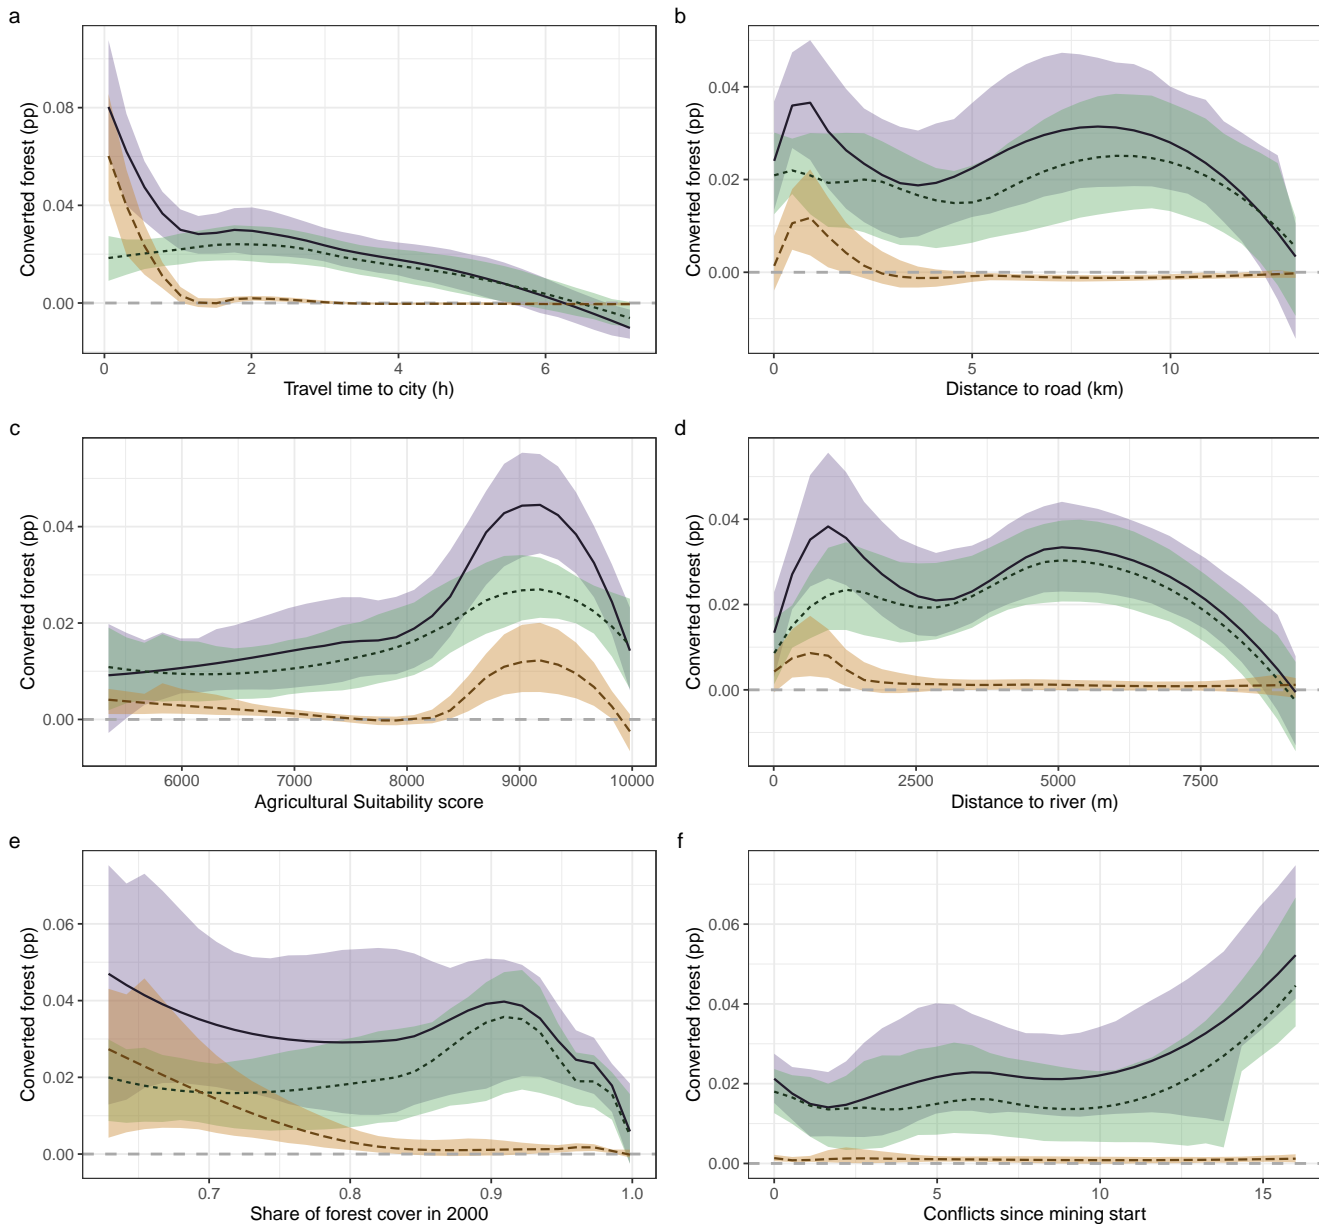 a
Converted forest (pp)
0.08
0.04
0.00
0 2 4 6
Travel time to city (h)
b
Converted forest (pp)
0.04
0.02
0.00
0 5 10
Distance to road (km)
c
Converted forest (pp)
0.04
0.02
0.00
6000 7000 8000 9000 10000
Agricultural Suitability score
d
Converted forest (pp)
0.04
0.02
0.00
0 2500 5000 7500
Distance to river (m)
e
Converted forest (pp)
0.06
0.04
0.02
0.00
0.7 0.8 0.9 1.0
Share of forest cover in 2000
f
Converted forest (pp)
0.06
0.04
0.02
0.00
0 5 10 15
Conflicts since mining start